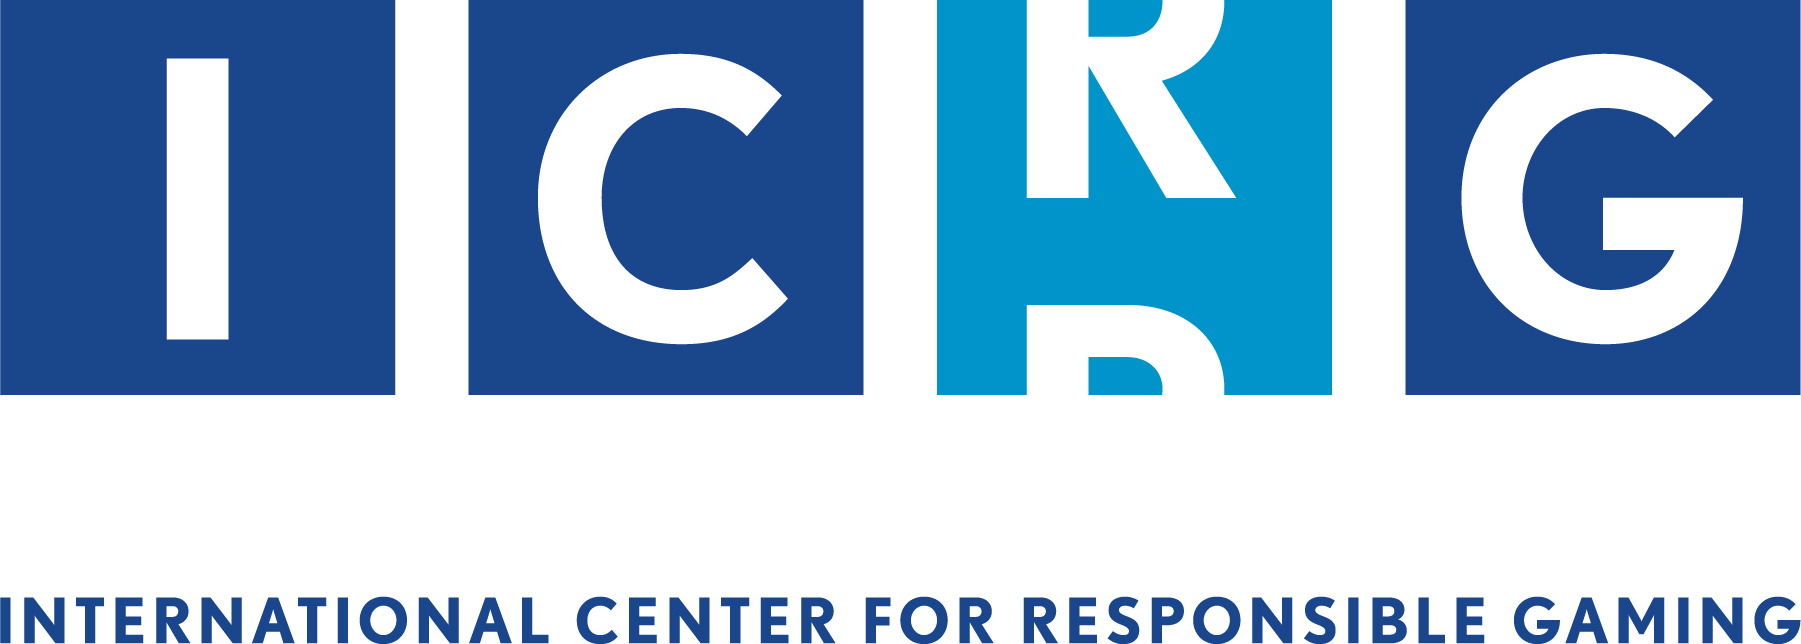 ICRG
INTERNATIONAL CENTER FOR RESPONSIBLE GAMING